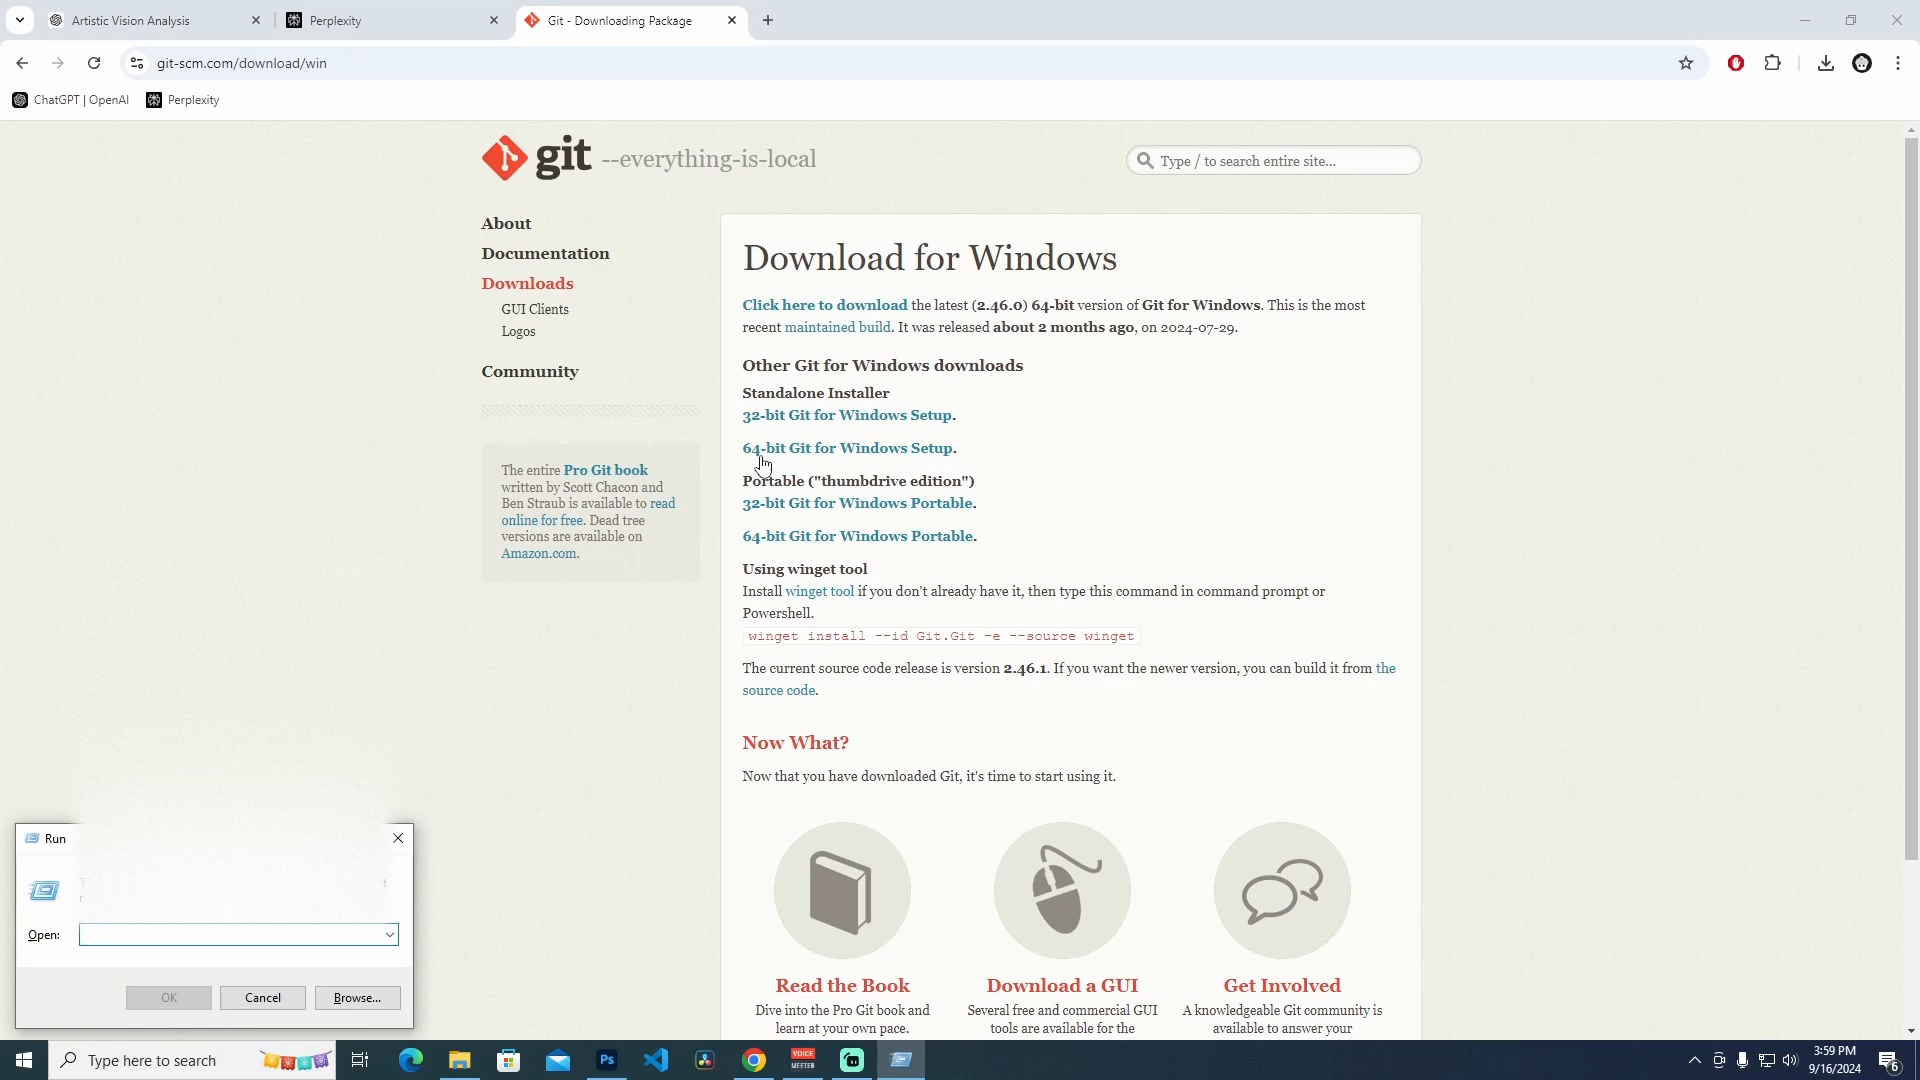 Artistic Vision Analysis
Perplexity
Git - Downloading Package
git-scm.com/download/win
ChatGPT | OpenAI
Perplexity
git --everything-is-local
Type / to search entire site...
About
Documentation
Downloads
GUI Clients
Logos
Community
The entire Pro Git book
written by Scott Chacon and
Ben Straub is available to read
online for free. Dead tree
versions are available on
Amazon.com.
Download for Windows
Click here to download the latest (2.46.0) 64-bit version of Git for Windows. This is the most
recent maintained build. It was released about 2 months ago, on 2024-07-29.
Other Git for Windows downloads
Standalone Installer
32-bit Git for Windows Setup.
64-bit Git for Windows Setup.
Portable ("thumbdrive edition")
32-bit Git for Windows Portable.
64-bit Git for Windows Portable.
Using winget tool
Install winget tool if you don't already have it, then type this command in command prompt or
Powershell.
winget install --id Git.Git -e --source winget
The current source code release is version 2.46.1. If you want the newer version, you can build it from the
source code.
Now What?
Now that you have downloaded Git, it's time to start using it.
Read the Book
Dive into the Pro Git book and
learn at your own pace.
Download a GUI
Several free and commercial GUI
tools are available for the
Get Involved
A knowledgeable Git community is
available to answer your
Run
Open:
OK
Cancel
Browse...
Type here to search
Ps
VOICE
MEETER
3:59 PM
9/16/2024
6